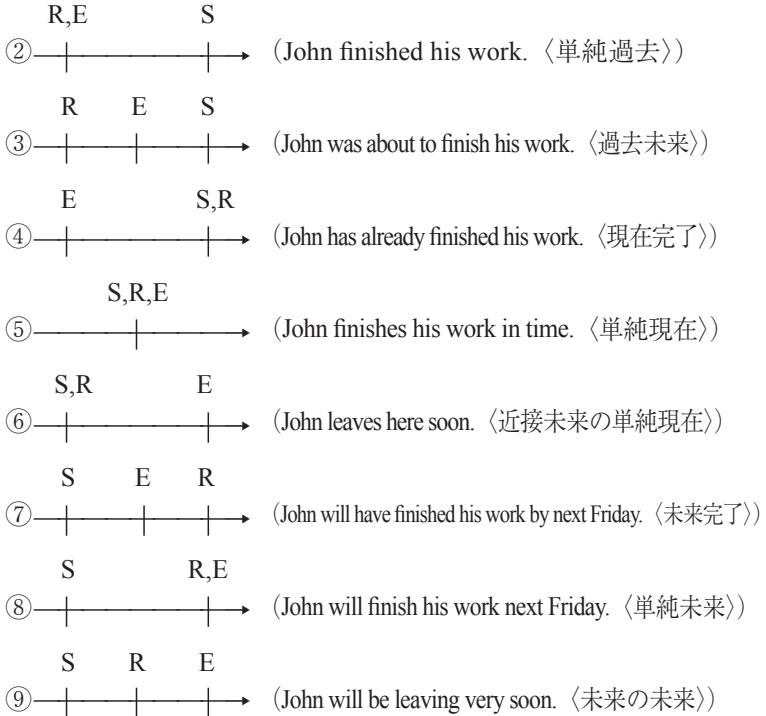 R,E S
② (John finished his work.〈単純過去〉)
R E S
③ (John was about to finish his work.〈過去未来〉)
E S,R
④ (John has already finished his work.〈現在完了〉)
S,R,E
⑤ (John finishes his work in time.〈単純現在〉)
S,R E
⑥ (John leaves here soon.〈近接未来の単純現在〉)
S E R
⑦ (John will have finished his work by next Friday.〈未来完了〉)
S R,E
⑧ (John will finish his work next Friday.〈単純未来〉)
S R E
⑨ (John will be leaving very soon.〈未来の未来〉)